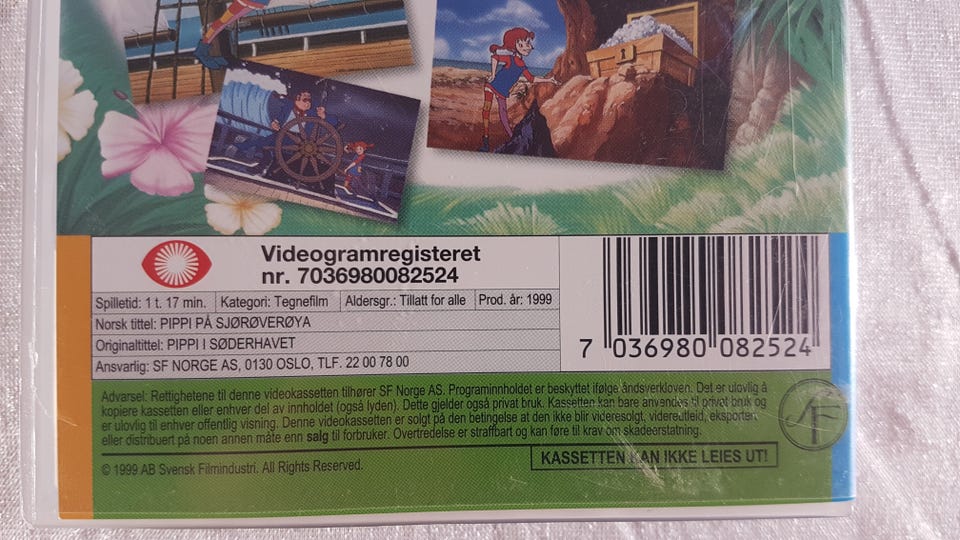 Videogramregisteret
nr. 7036980082524
Spilletid: 1 t. 17 min.
Kategori: Tegnefilm
Aldersgr.: Tillatt for alle
Prod. år: 1999
Norsk tittel: PIPPI PÅ SJØRØVERØYA
Originaltittel: PIPPI I SØDERHAVET
Ansvarlig: SF NORGE AS, 0130 OSLO, TLF. 22 00 78 00
7 036980 082524
Advarsel: Rettighetene til denne videokassetten tilhører SF Norge AS. Programinnholdet er beskyttet ifølge åndsverkloven. Det er ulovlig å
kopiere kassetten eller enhver del av innholdet (også lyden). Dette gjelder også privat bruk. Kassetten kan bare anvendes til privat bruk og
er ulovlig til enhver offentlig visning. Denne videokassetten er solgt på den betingelse at den ikke blir videresolgt, videreutleid, eksportert
eller distribuert på noen annen måte enn salg til forbruker. Overtredelse er straffbart og kan føre til krav om skadeerstatning.
© 1999 AB Svensk Filmindustri. All Rights Reserved.
KASSETTEN KAN IKKE LEIES UT!
SF